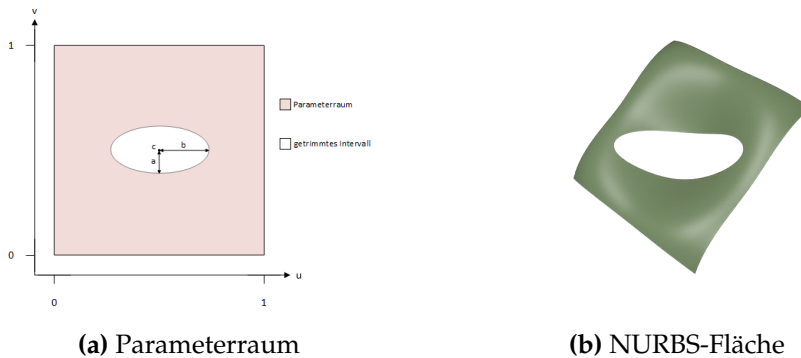 v
1
Parameterraum
c
b
a
getrimmtes Intervall
0
u
0
1
(a) Parameterraum
(b) NURBS-Fläche